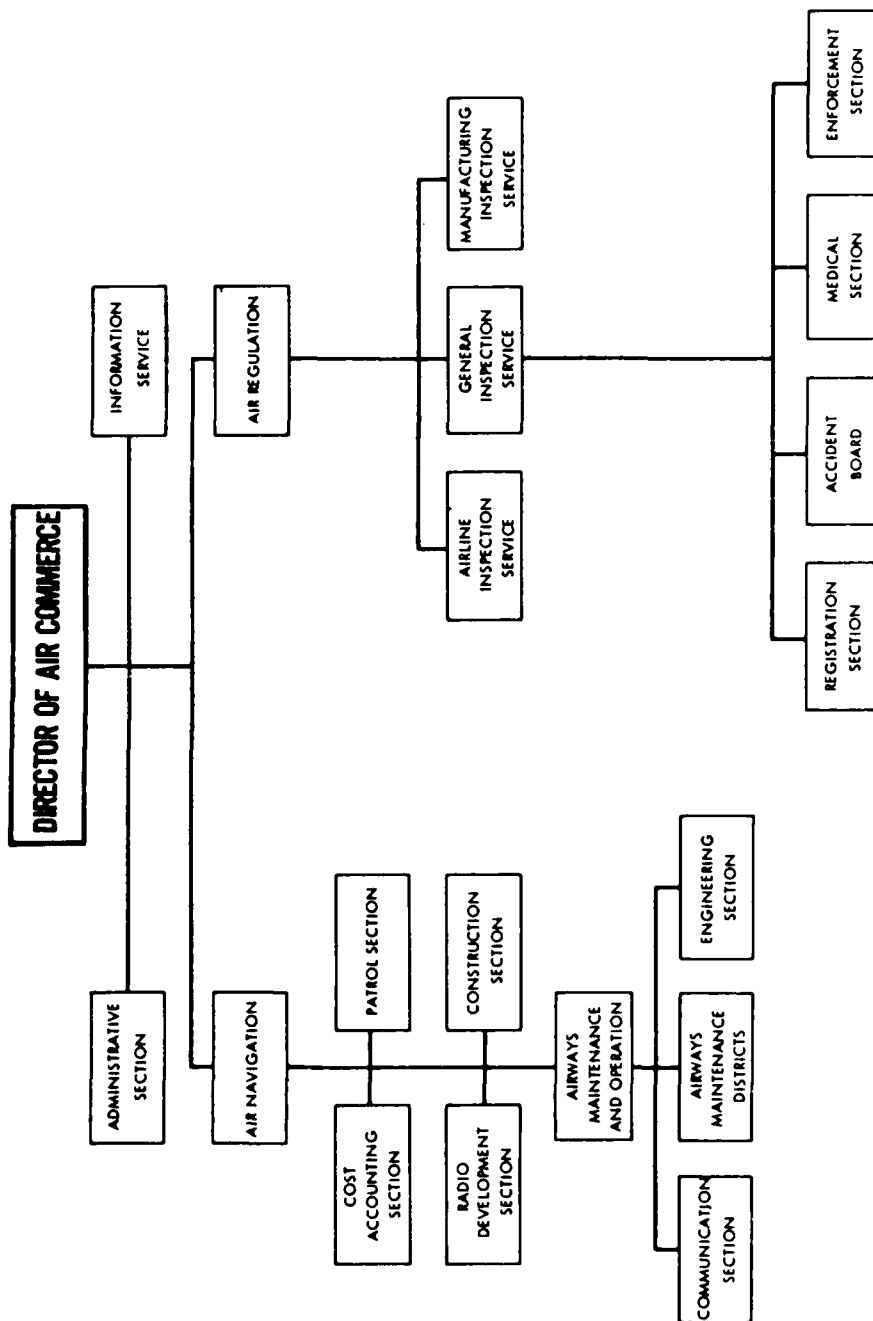 DIRECTOR OF AIR COMMERCE
ADMINISTRATIVE
SECTION
INFORMATION
SERVICE
AIR NAVIGATION
AIR REGULATION
COST
ACCOUNTING
SECTION
PATROL SECTION
RADIO
DEVELOPMENT
SECTION
CONSTRUCTION
SECTION
AIRWAYS
MAINTENANCE
AND OPERATION
COMMUNICATION
SECTION
AIRWAYS
MAINTENANCE
DISTRICTS
ENGINEERING
SECTION
AIRLINE
INSPECTION
SERVICE
GENERAL
INSPECTION
SERVICE
MANUFACTURING
INSPECTION
SERVICE
REGISTRATION
SECTION
ACCIDENT
BOARD
MEDICAL
SECTION
ENFORCEMENT
SECTION